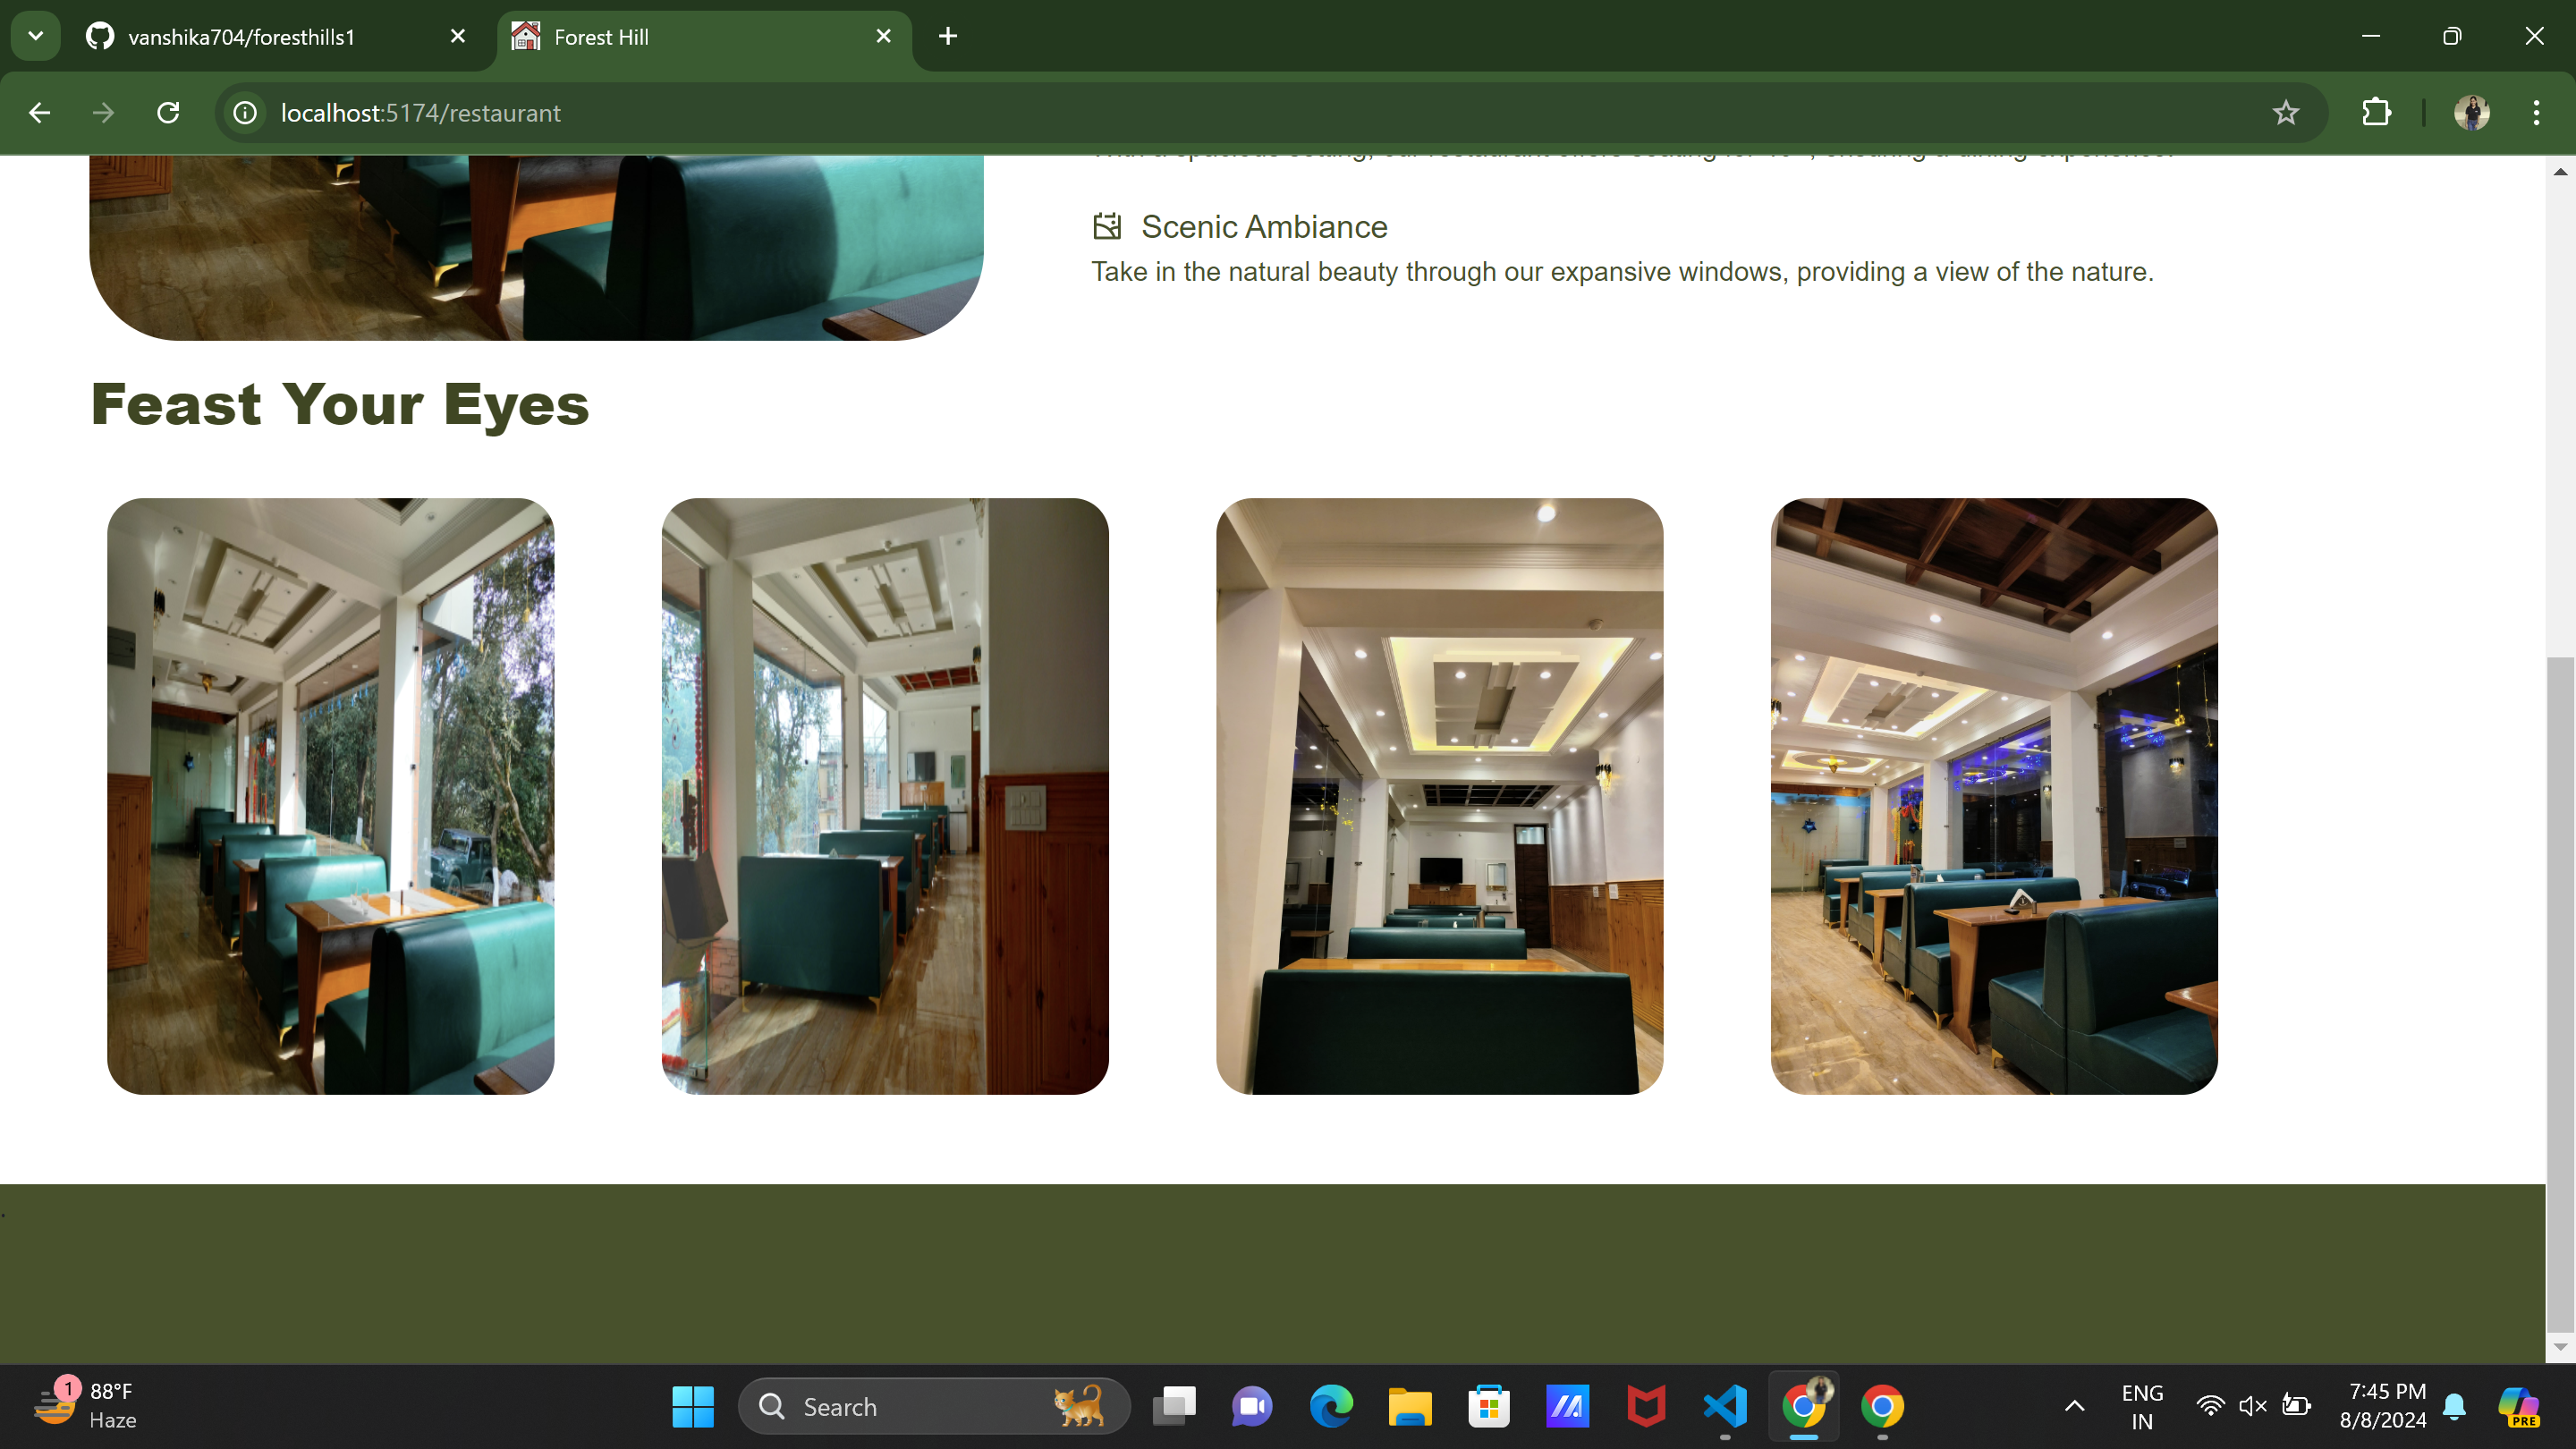 vanshika704/foresthills1
Forest Hill
localhost:5174/restaurant
Scenic Ambiance
Take in the natural beauty through our expansive windows, providing a view of the nature.
Feast Your Eyes
.
1
88°F
Haze
Search
ENG
IN
7:45 PM
8/8/2024
PRE